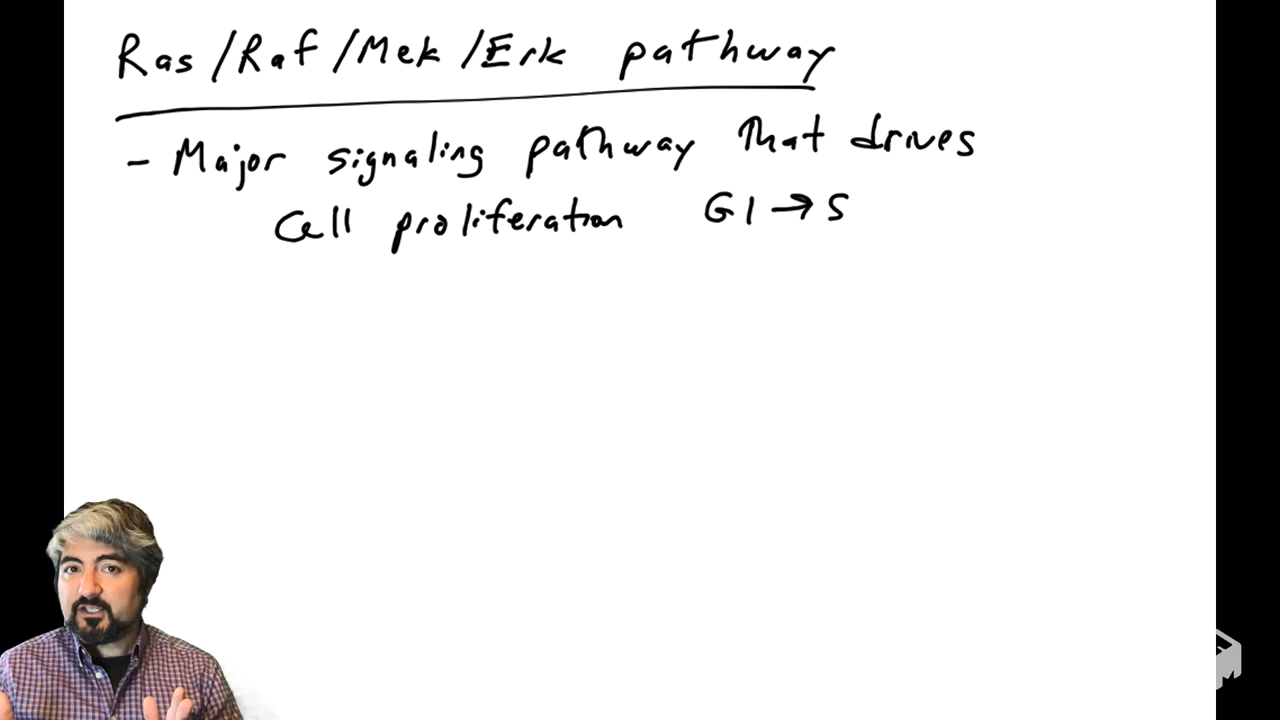 Ras/Raf/Mek/Erk pathway
- Major signaling pathway that drives
Cell proliferation G1 → S